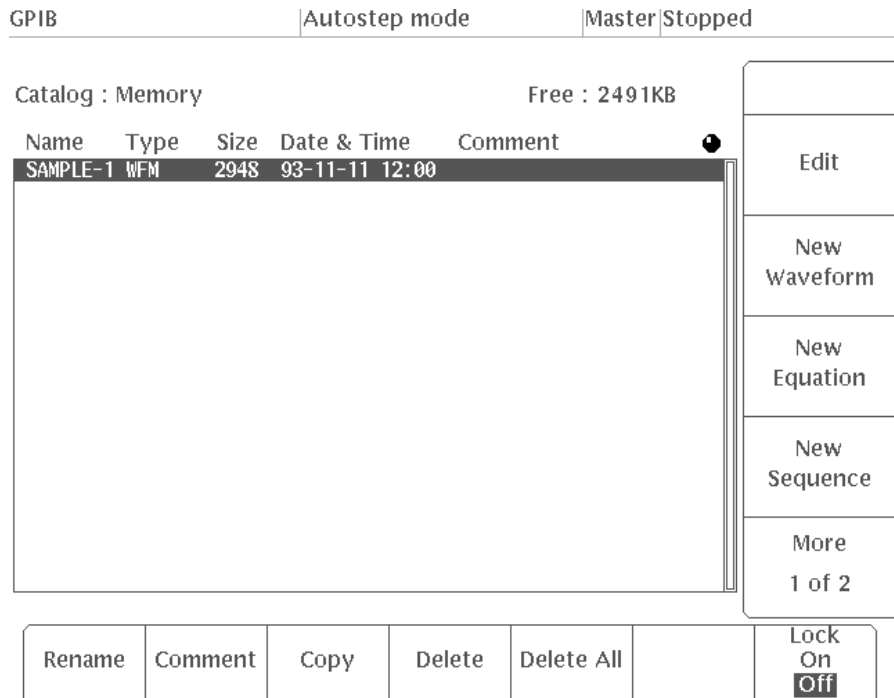 GPIB Autostep mode Master Stopped
Catalog : Memory Free : 2491KB
Name Type Size Date & Time Comment
SAMPLE-1 WFM 2948 93-11-11 12:00
Edit
New
Waveform
New
Equation
New
Sequence
More
1 of 2
Rename Comment Copy Delete Delete All
Lock
On
Off